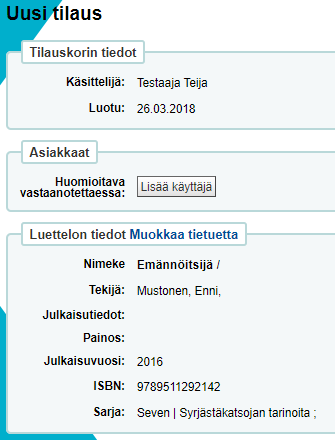 Uusi tilaus
Tilauskorin tiedot
Käsittelijä: Testaaja Teija
Luotu: 26.03.2018
Asiakkaat
Huomioitava
vastaanotettaessa: Lisää käyttäjä
Luettelon tiedot Muokkaa tietuetta
Nimeke Emännöitsijä /
Tekijä: Mustonen, Enni,
Julkaisutiedot:
Painos:
Julkaisuvuosi: 2016
ISBN: 9789511292142
Sarja: Seven | Syrjästäkatsojan tarinoita ;